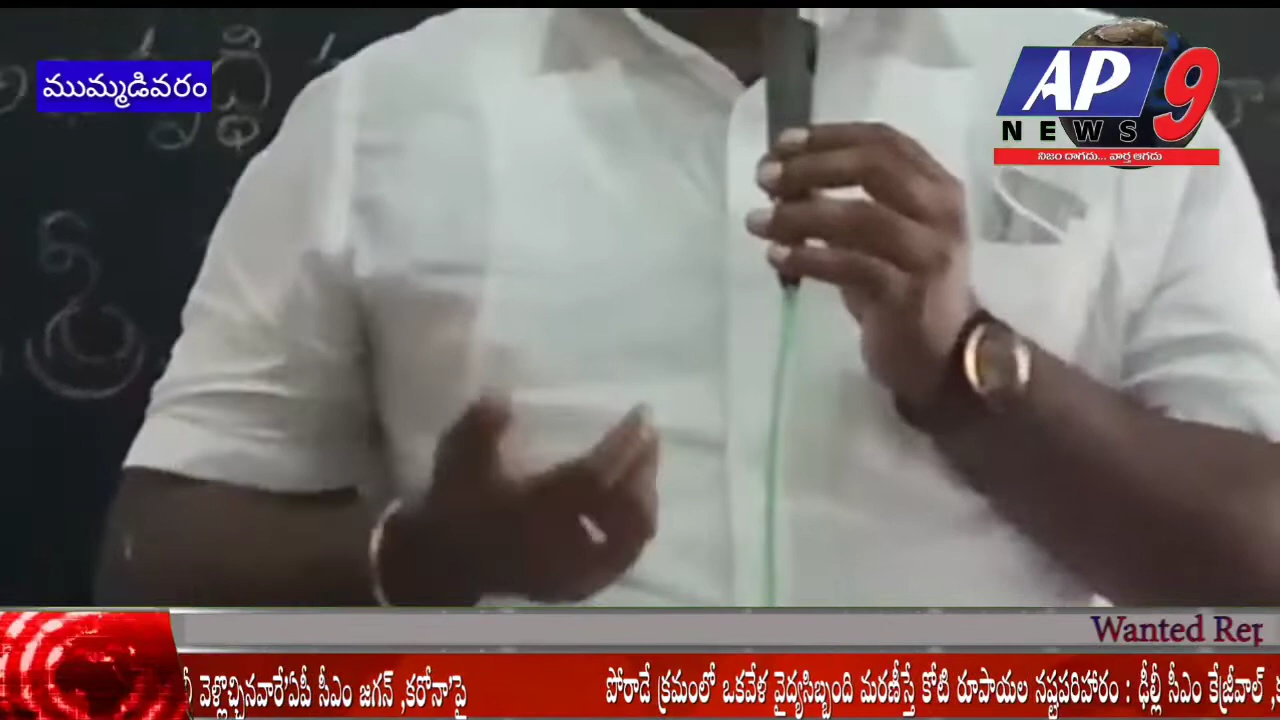 ముమ్మడివరం
AP 9
NEWS
నిజం దాగదు... వార్త ఆగదు
శ్రీ
Wanted Rep
వెళ్లొచ్చినవారే'ఏపీ సీఎం జగన్ ,కరోనా'పై పోరాడే క్రమంలో ఒకవేళ వైద్యసిబ్బంది మరణిస్తే కోటి రూపాయల నష్టపరిహారం : ఢిల్లీ సీఎం కేజ్రీవాల్